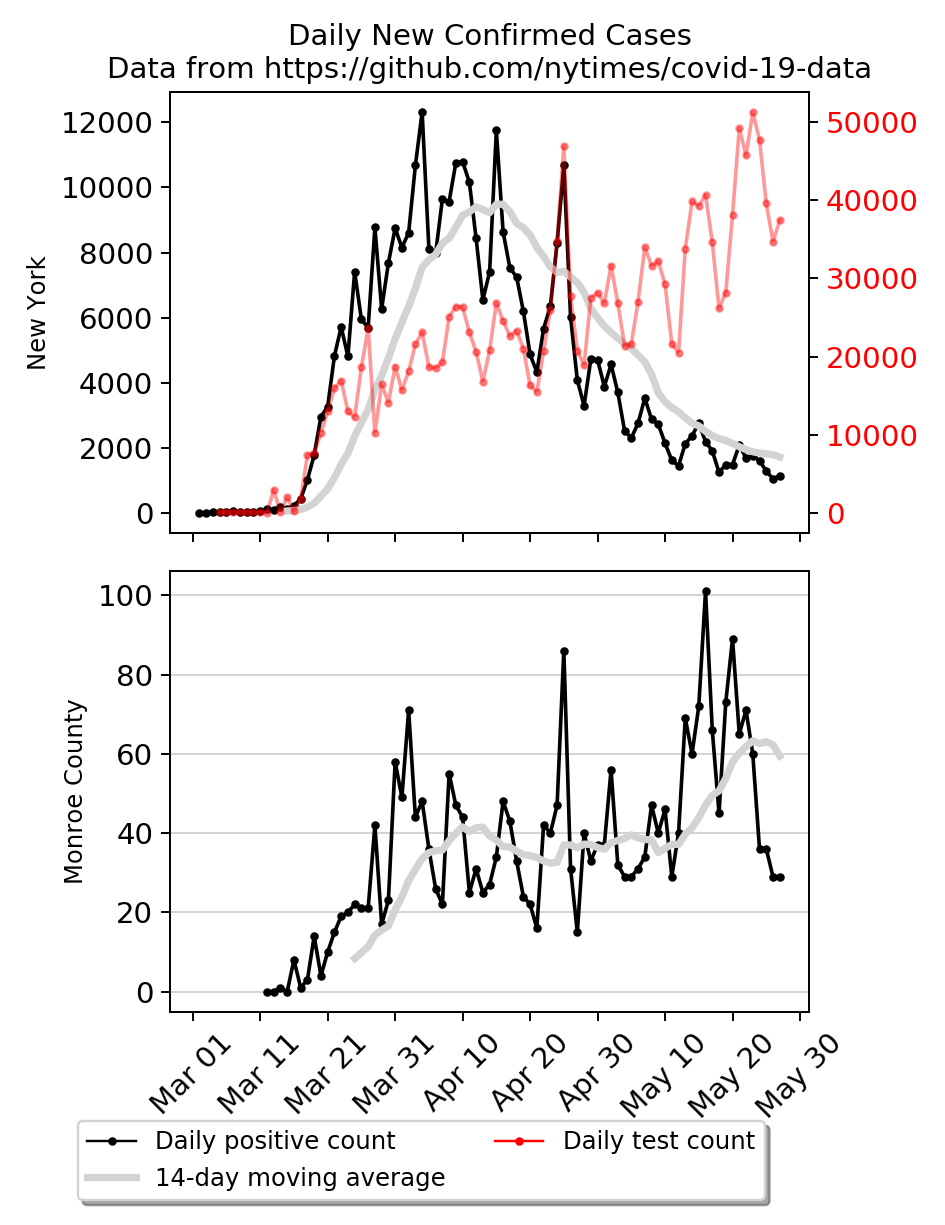 Daily New Confirmed Cases
Data from https://github.com/nytimes/covid-19-data
12000
10000
8000
6000
4000
2000
0
New York
50000
40000
30000
20000
10000
0
100
80
60
40
20
0
Monroe County
Mar 01
Mar 11
Mar 21
Mar 31
Apr 10
Apr 20
Apr 30
May 10
May 20
May 30
Daily positive count
14-day moving average
Daily test count